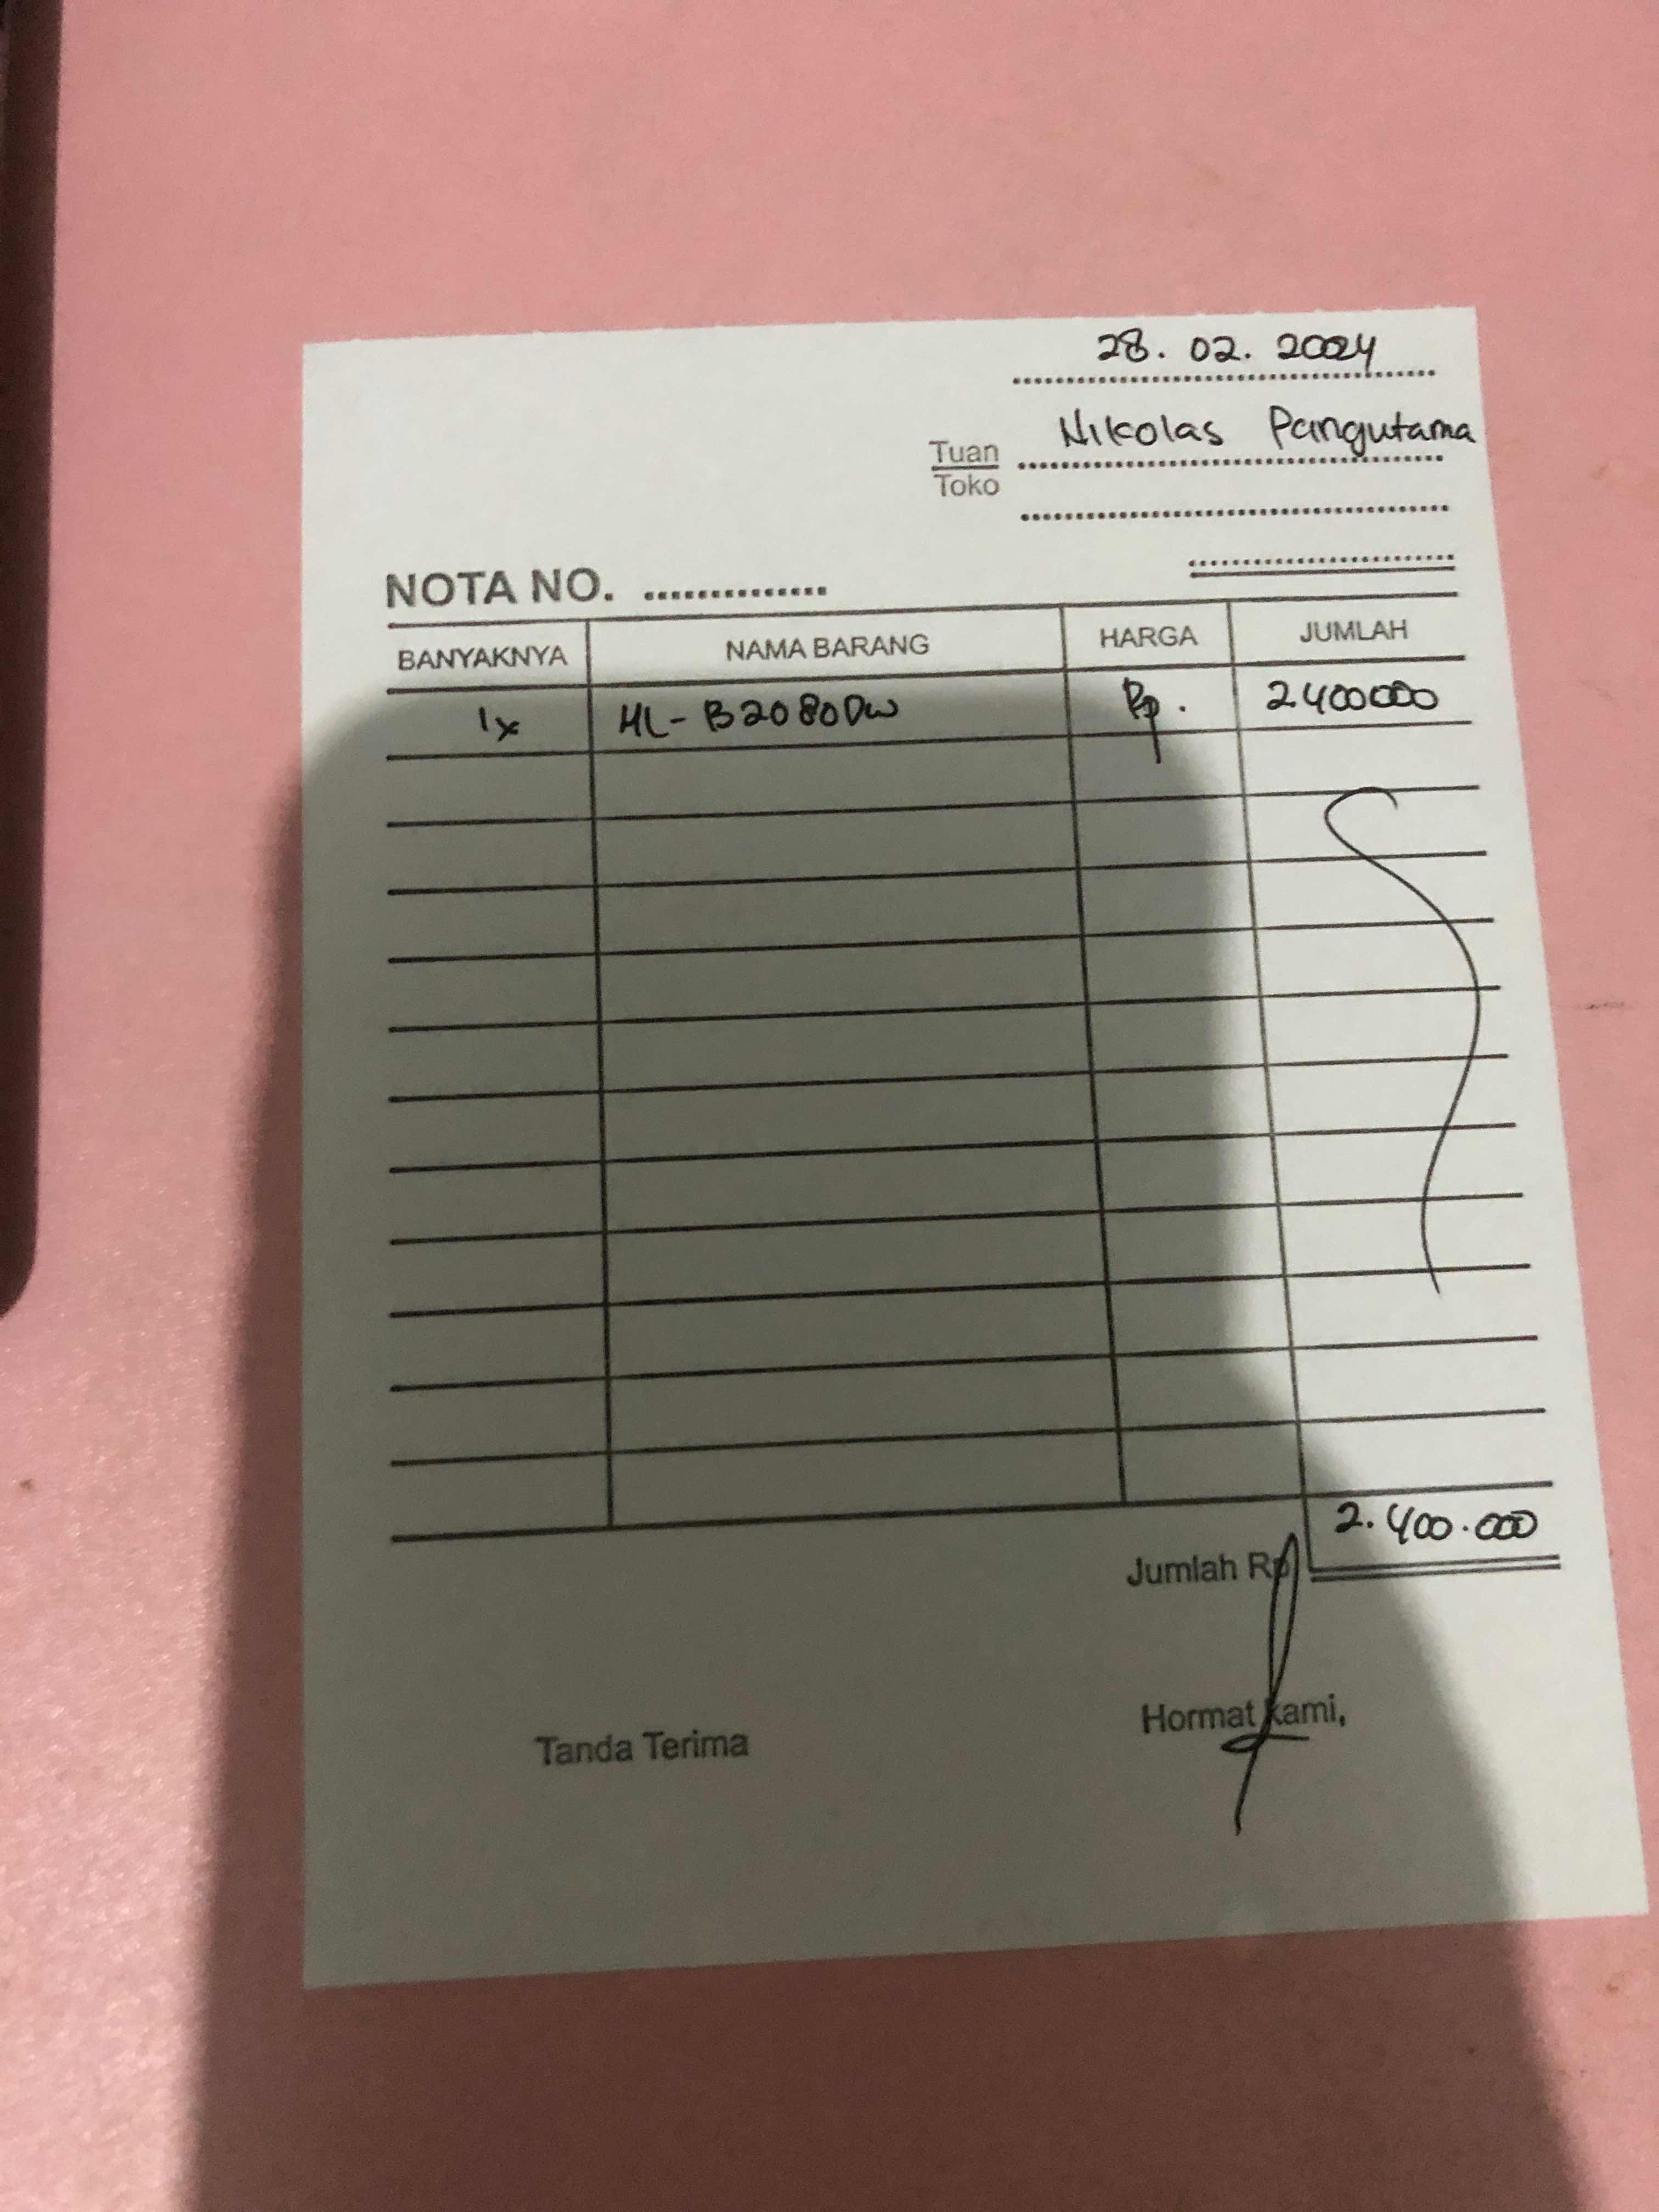 28. 02. 2024
Tuan Nikolas Pangutama
Toko
NOTA NO. ..............
BANYAKNYA NAMA BARANG HARGA JUMLAH
1x HL-B2080DW Rp. 2400000
Jumlah Rp 2.400.000
Tanda Terima Hormat kami,